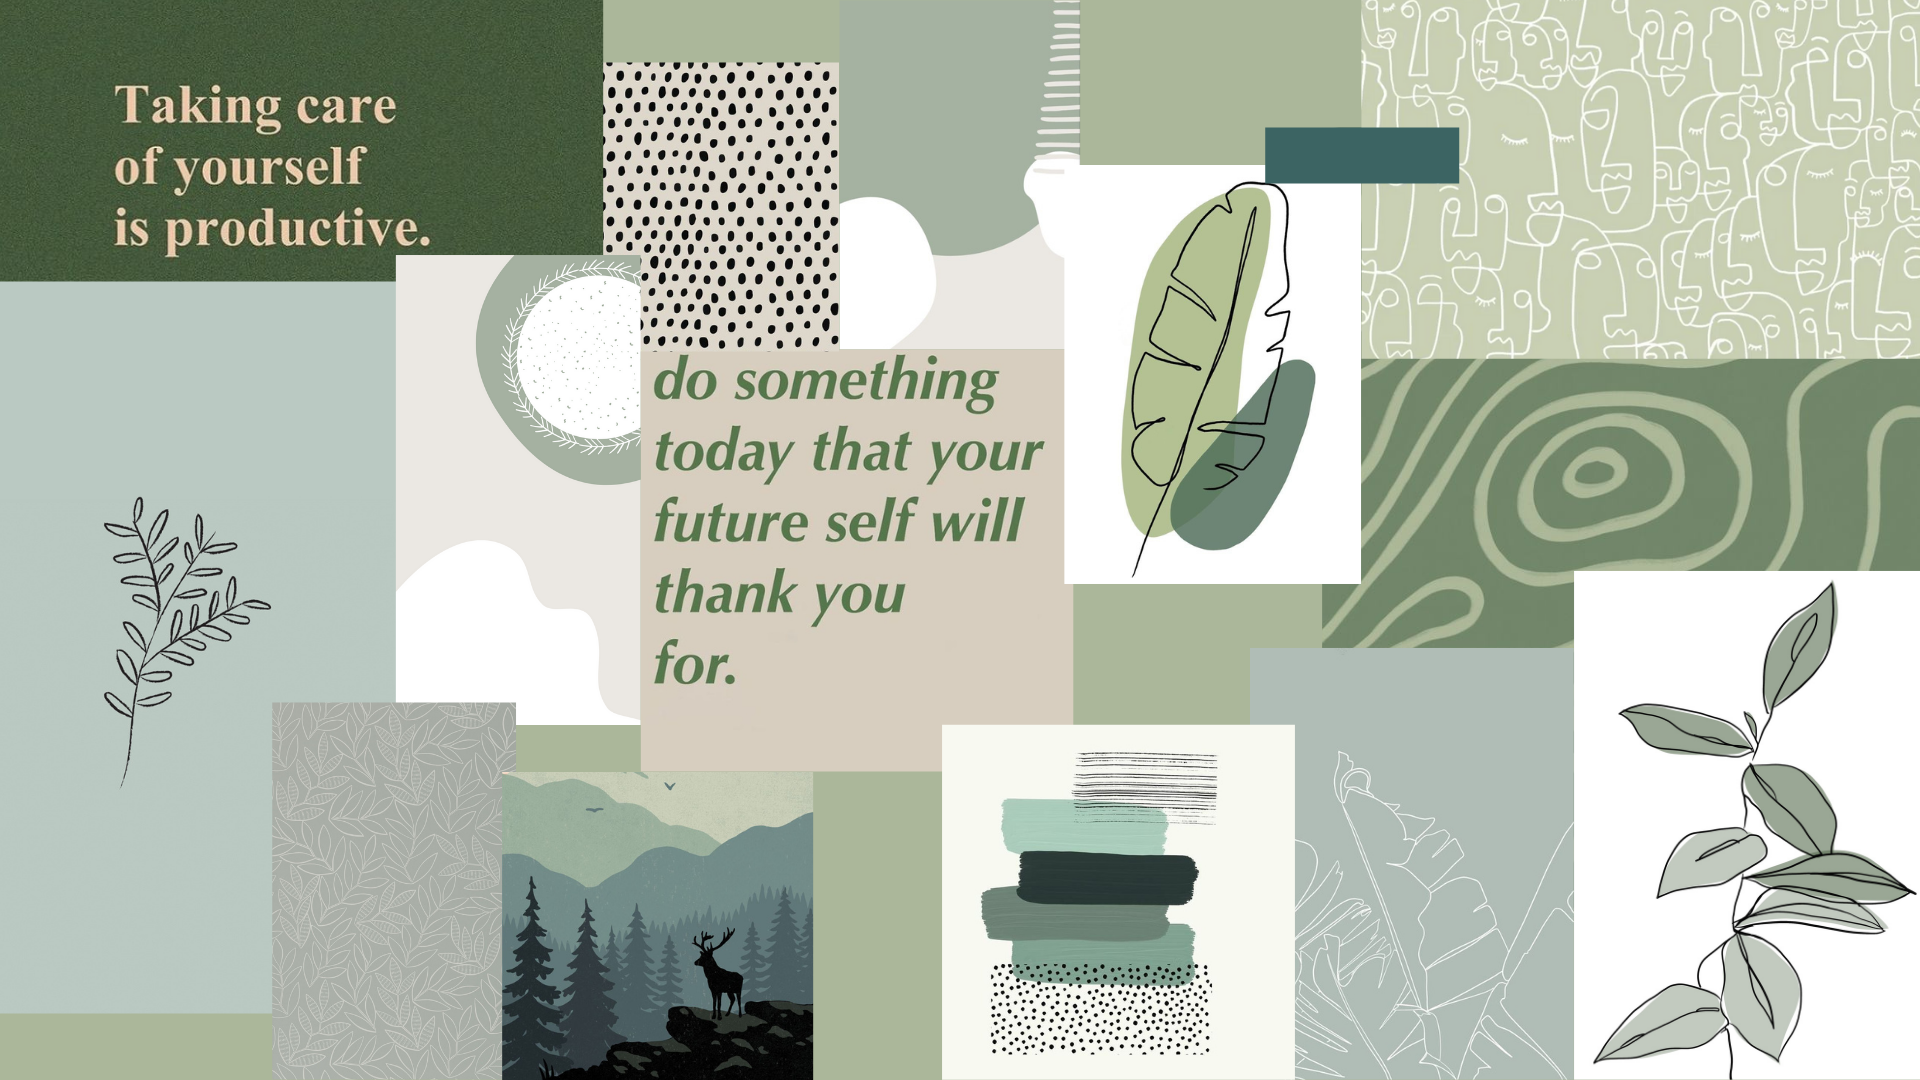 Taking care
of yourself
is productive.
do something
today that your
future self will
thank you
for.